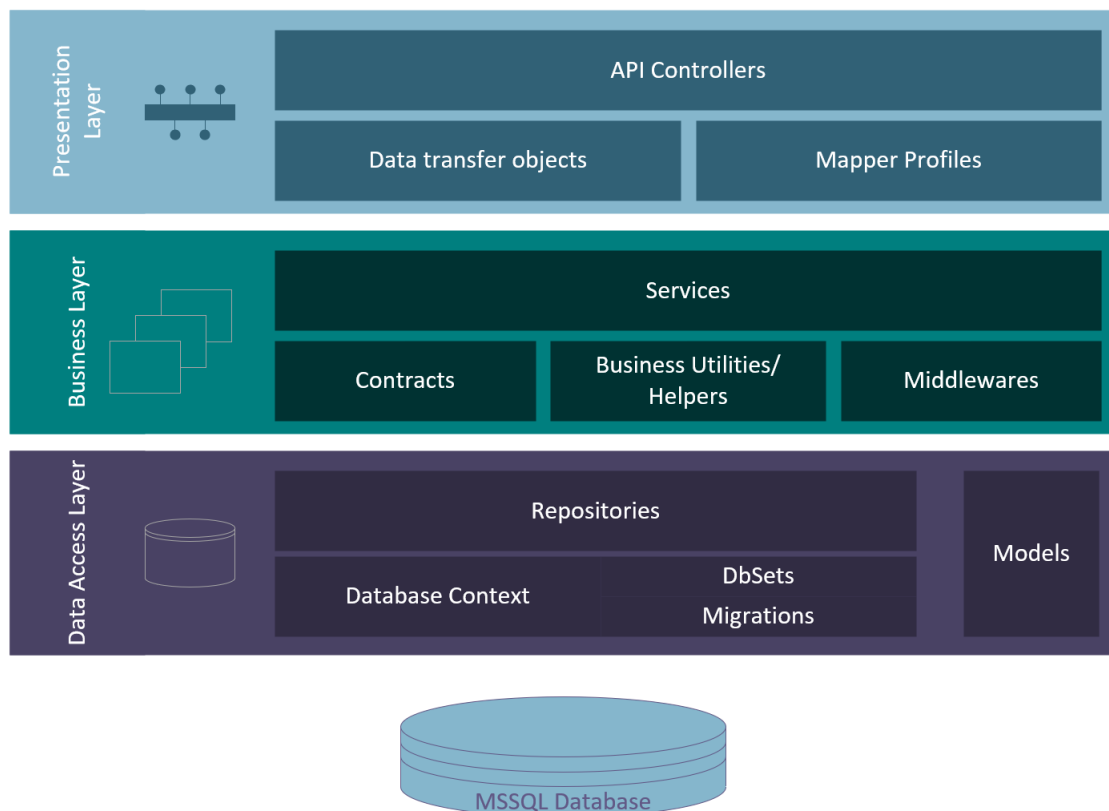 Presentation
Layer
API Controllers
Data transfer objects
Mapper Profiles
Business Layer
Services
Contracts
Business Utilities/
Helpers
Middlewares
Data Access Layer
Repositories
Models
Database Context
DbSets
Migrations
MSSQL Database